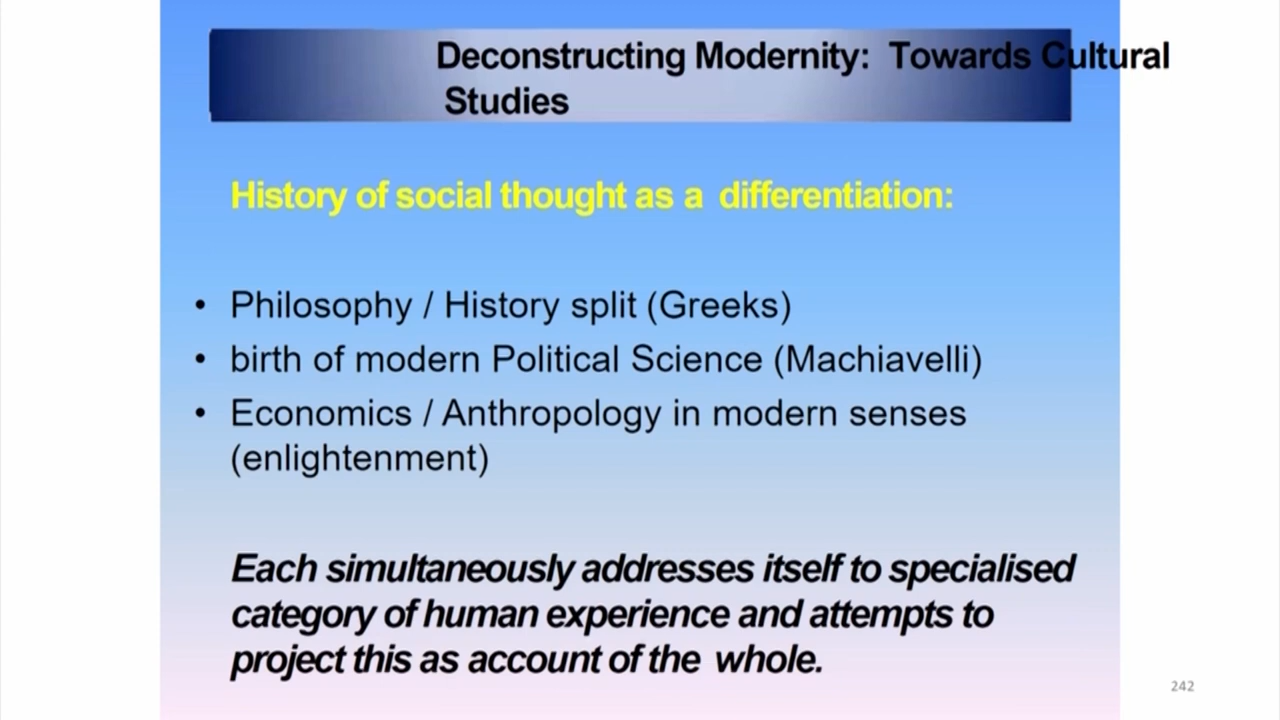 Deconstructing Modernity: Towards Cultural
Studies
History of social thought as a differentiation:
• Philosophy / History split (Greeks)
• birth of modern Political Science (Machiavelli)
• Economics / Anthropology in modern senses
(enlightenment)
Each simultaneously addresses itself to specialised
category of human experience and attempts to
project this as account of the whole.
242